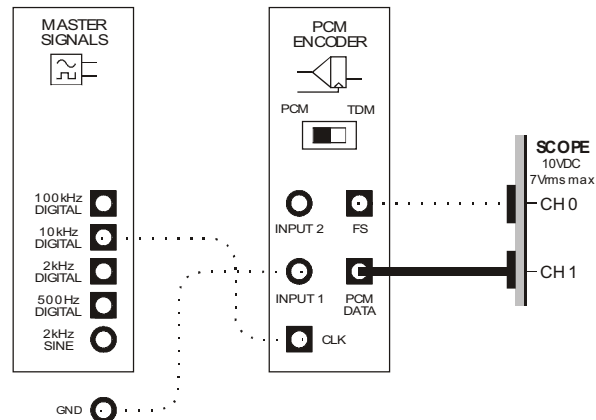 MASTER
SIGNALS
100kHz
DIGITAL
10kHz
DIGITAL
2kHz
DIGITAL
500Hz
DIGITAL
2kHz
SINE
GND
PCM
ENCODER
PCM
TDM
INPUT 2
FS
INPUT 1
PCM
DATA
CLK
SCOPE
10VDC
7Vrms max
CH 0
CH 1